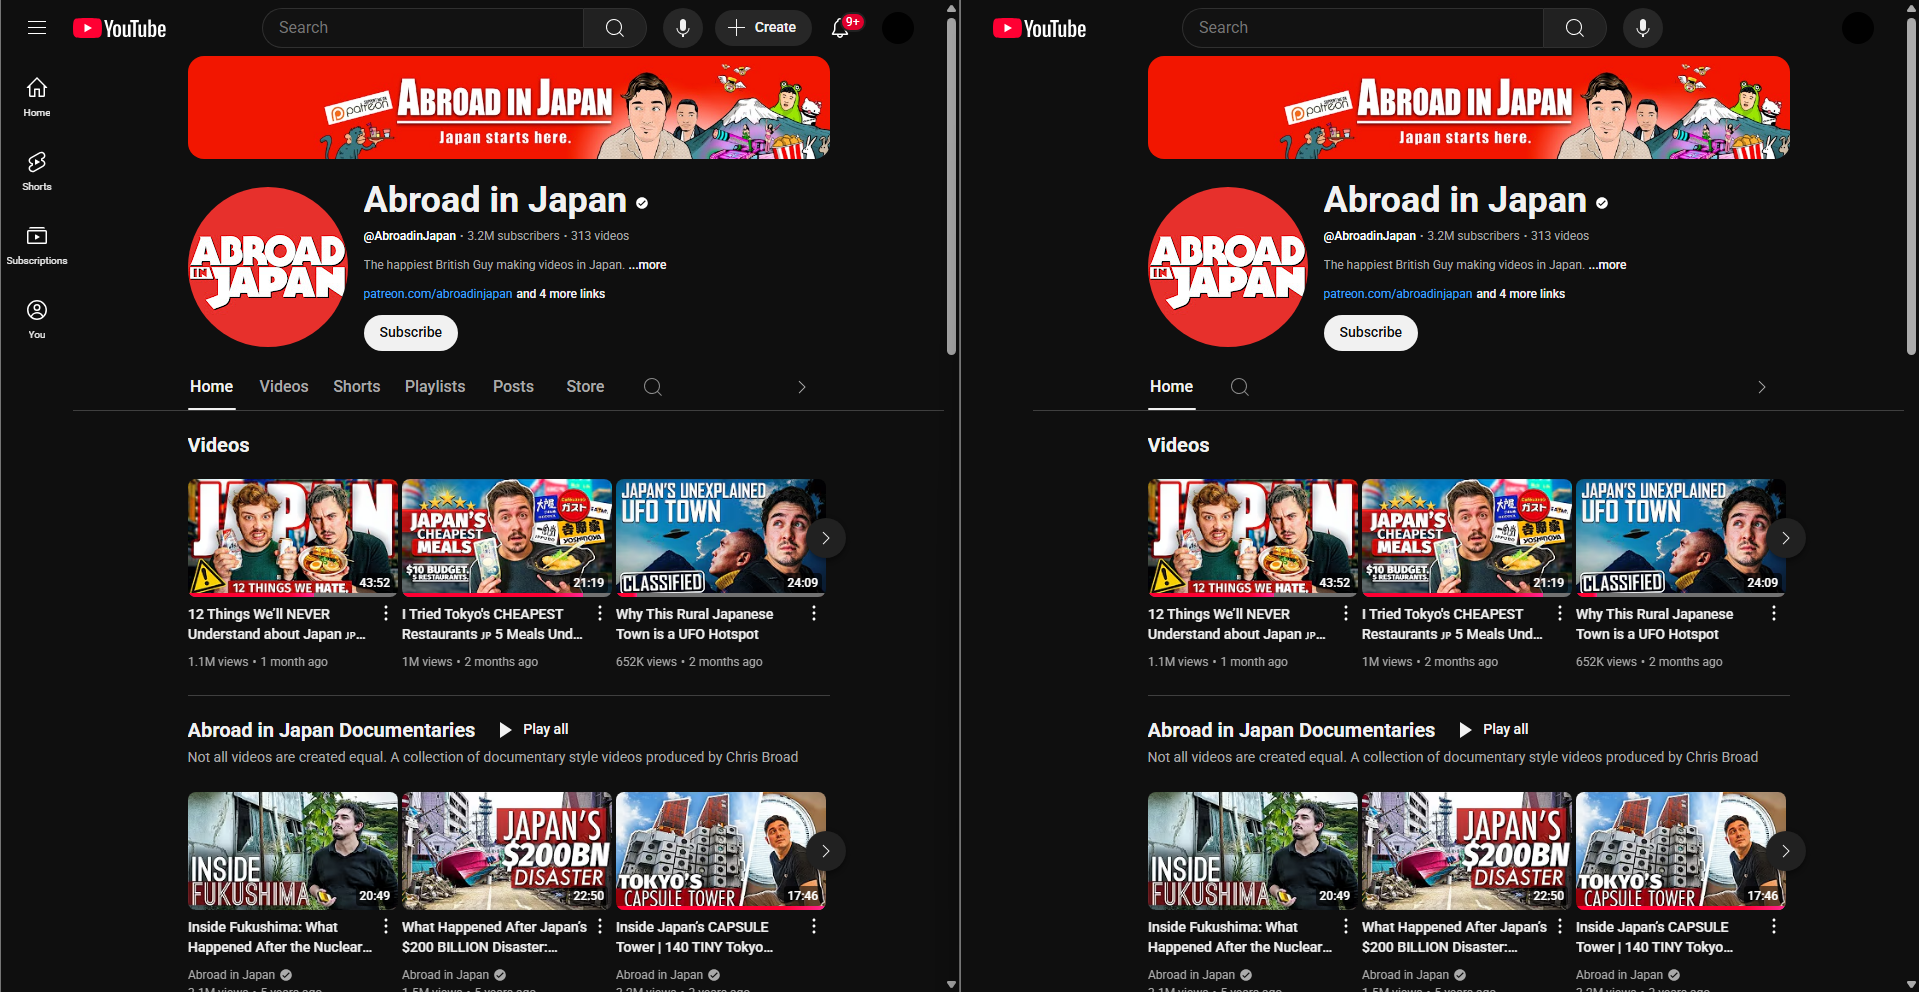 YouTube
Search
Create
9+
Home
Shorts
Subscriptions
You
patreon
ABROAD IN JAPAN
Japan starts here.
ABROAD
IN
JAPAN
Abroad in Japan
@AbroadinJapan • 3.2M subscribers • 313 videos
The happiest British Guy making videos in Japan. ...more
patreon.com/abroadinjapan and 4 more links
Subscribe
Home Videos Shorts Playlists Posts Store
Videos
JAPAN
12 THINGS WE HATE.
43:52
12 Things We'll NEVER
Understand about Japan JP...
1.1M views • 1 month ago
JAPAN'S
CHEAPEST
MEALS
$10 BUDGET.
5 RESTAURANTS.
ガスト
吉野家
YOSHINOYA
21:19
I Tried Tokyo's CHEAPEST
Restaurants JP 5 Meals Und...
1M views • 2 months ago
JAPAN'S UNEXPLAINED
UFO TOWN
CLASSIFIED
24:09
Why This Rural Japanese
Town is a UFO Hotspot
652K views • 2 months ago
Abroad in Japan Documentaries Play all
Not all videos are created equal. A collection of documentary style videos produced by Chris Broad
INSIDE
FUKUSHIMA
20:49
Inside Fukushima: What
Happened After the Nuclear...
Abroad in Japan
JAPAN'S
$200BN
DISASTER
22:50
What Happened After Japan's
$200 BILLION Disaster:...
Abroad in Japan
TOKYO'S
CAPSULE TOWER
17:46
Inside Japan's CAPSULE
Tower | 140 TINY Tokyo...
Abroad in Japan
YouTube
Search
patreon
ABROAD IN JAPAN
Japan starts here.
ABROAD
IN
JAPAN
Abroad in Japan
@AbroadinJapan • 3.2M subscribers • 313 videos
The happiest British Guy making videos in Japan. ...more
patreon.com/abroadinjapan and 4 more links
Subscribe
Home
Videos
JAPAN
12 THINGS WE HATE.
43:52
12 Things We'll NEVER
Understand about Japan JP...
1.1M views • 1 month ago
JAPAN'S
CHEAPEST
MEALS
$10 BUDGET.
5 RESTAURANTS.
ガスト
吉野家
YOSHINOYA
21:19
I Tried Tokyo's CHEAPEST
Restaurants JP 5 Meals Und...
1M views • 2 months ago
JAPAN'S UNEXPLAINED
UFO TOWN
CLASSIFIED
24:09
Why This Rural Japanese
Town is a UFO Hotspot
652K views • 2 months ago
Abroad in Japan Documentaries Play all
Not all videos are created equal. A collection of documentary style videos produced by Chris Broad
INSIDE
FUKUSHIMA
20:49
Inside Fukushima: What
Happened After the Nuclear...
Abroad in Japan
JAPAN'S
$200BN
DISASTER
22:50
What Happened After Japan's
$200 BILLION Disaster:...
Abroad in Japan
TOKYO'S
CAPSULE TOWER
17:46
Inside Japan's CAPSULE
Tower | 140 TINY Tokyo...
Abroad in Japan